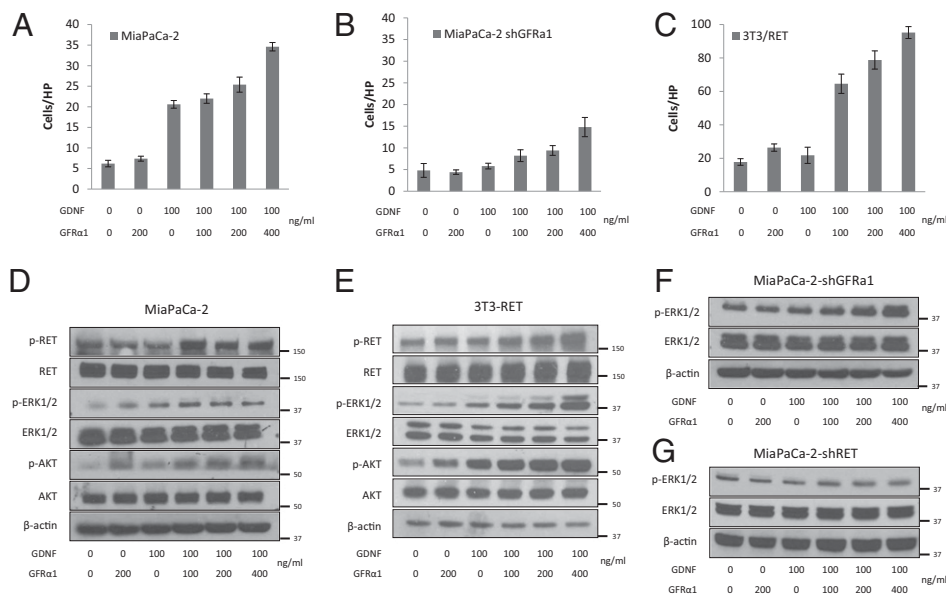 A
40
35
30
25
20
15
10
5
0
Cells/HP
MiaPaCa-2
GDNF 0 0 100 100 100 100
ng/ml
GFRα1 0 200 0 100 200 400
B
40
35
30
25
20
15
10
5
0
Cells/HP
MiaPaCa-2 shGFRa1
GDNF 0 0 100 100 100 100
ng/ml
GFRα1 0 200 0 100 200 400
C
100
80
60
40
20
0
Cells/HP
3T3/RET
GDNF 0 0 100 100 100 100
ng/ml
GFRα1 0 200 0 100 200 400
D
MiaPaCa-2
p-RET 150
RET 150
p-ERK1/2 37
ERK1/2 37
p-AKT 50
AKT 50
β-actin 37
GDNF 0 0 100 100 100 100
ng/ml
GFRα1 0 200 0 100 200 400
E
3T3-RET
p-RET 150
RET 150
p-ERK1/2 37
ERK1/2 37
p-AKT 50
AKT 50
β-actin 37
GDNF 0 0 100 100 100 100
ng/ml
GFRα1 0 200 0 100 200 400
F
MiaPaCa-2-shGFRa1
p-ERK1/2 37
ERK1/2 37
β-actin 37
GDNF 0 0 100 100 100 100
ng/ml
GFRα1 0 200 0 100 200 400
G
MiaPaCa-2-shRET
p-ERK1/2 37
ERK1/2 37
β-actin 37
GDNF 0 0 100 100 100 100
ng/ml
GFRα1 0 200 0 100 200 400